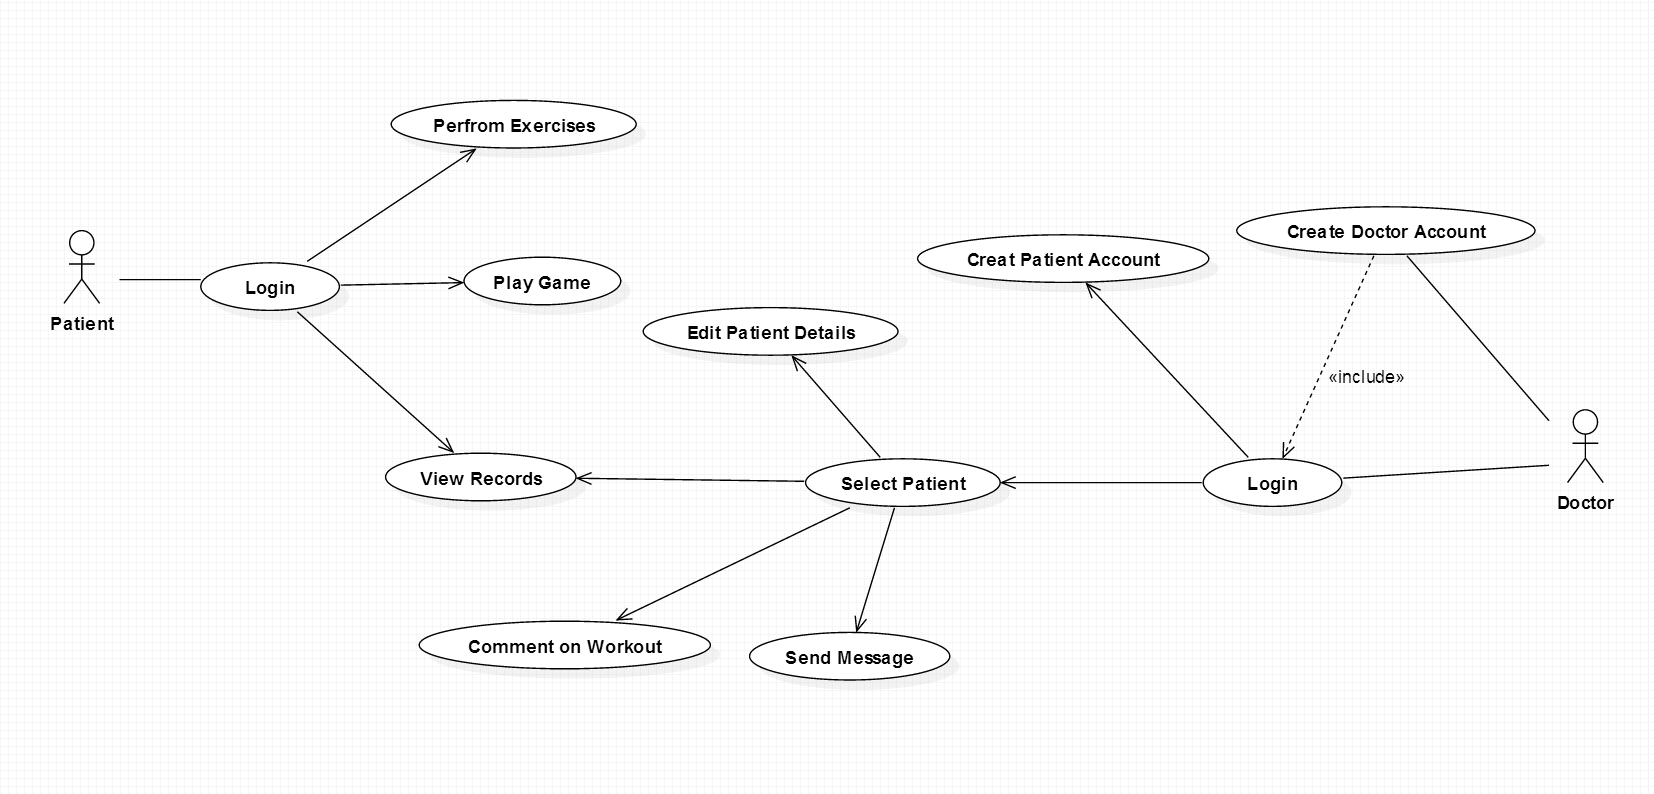 Perfrom Exercises
Create Doctor Account
Creat Patient Account
Login
Play Game
Patient
Edit Patient Details
«include»
View Records
Select Patient
Login
Doctor
Comment on Workout
Send Message